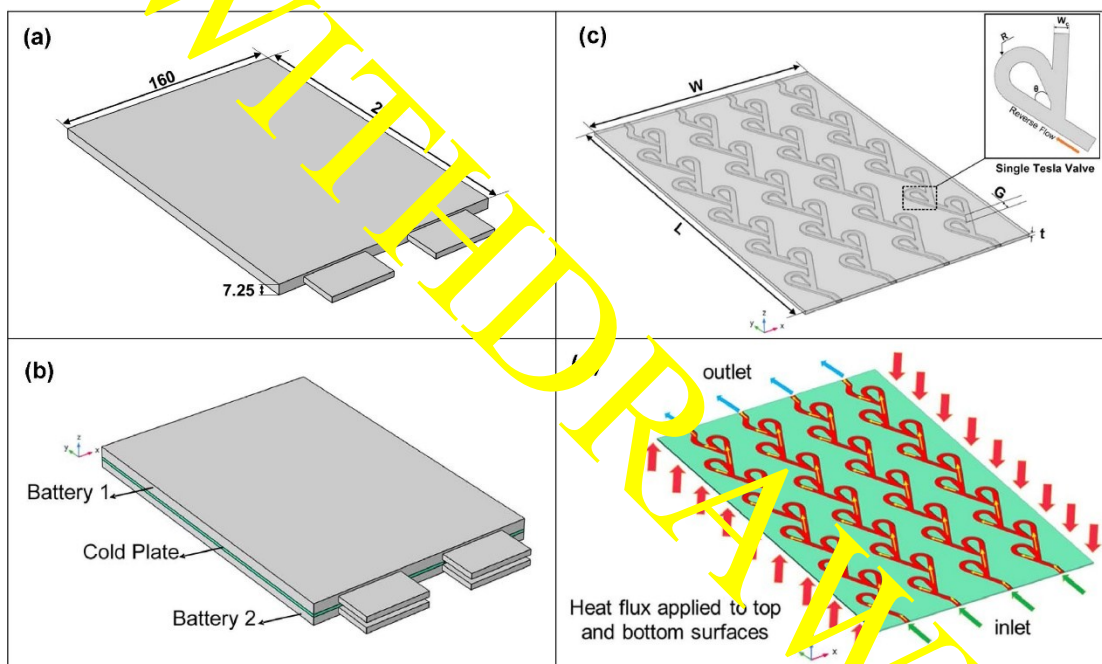 (a)
160
2
7.25
(c)
W
L
G
t
W
c
R
θ
Reverse Flow
Single Tesla Valve
y z x
(b)
z
y x
Battery 1
Cold Plate
Battery 2
outlet
Heat flux applied to top
and bottom surfaces
inlet
x
WITHDRAW